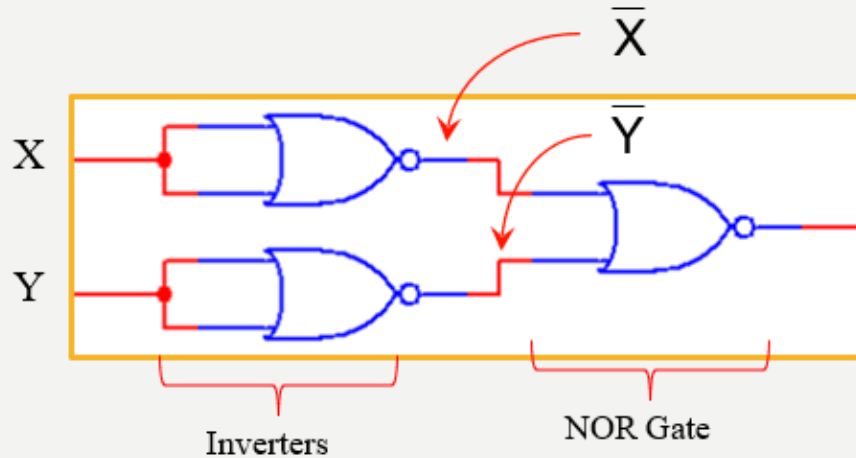 X̅
Y̅
X
Y
Inverters
NOR Gate